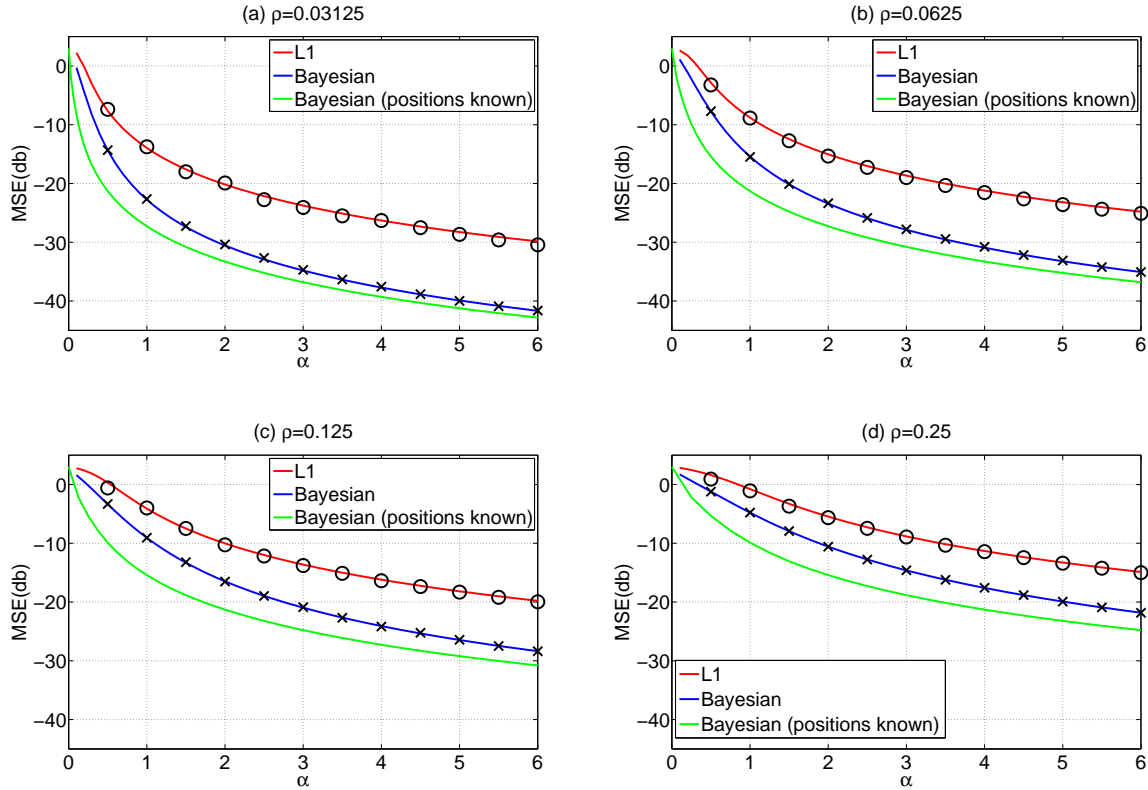 (a) ρ=0.03125
MSE(db)
0
−10
−20
−30
−40
L1
Bayesian
Bayesian (positions known)
0 1 2 3 4 5 6
α
(b) ρ=0.0625
MSE(db)
0
−10
−20
−30
−40
L1
Bayesian
Bayesian (positions known)
0 1 2 3 4 5 6
α
(c) ρ=0.125
MSE(db)
0
−10
−20
−30
−40
L1
Bayesian
Bayesian (positions known)
0 1 2 3 4 5 6
α
(d) ρ=0.25
MSE(db)
0
−10
−20
−30
−40
L1
Bayesian
Bayesian (positions known)
0 1 2 3 4 5 6
α